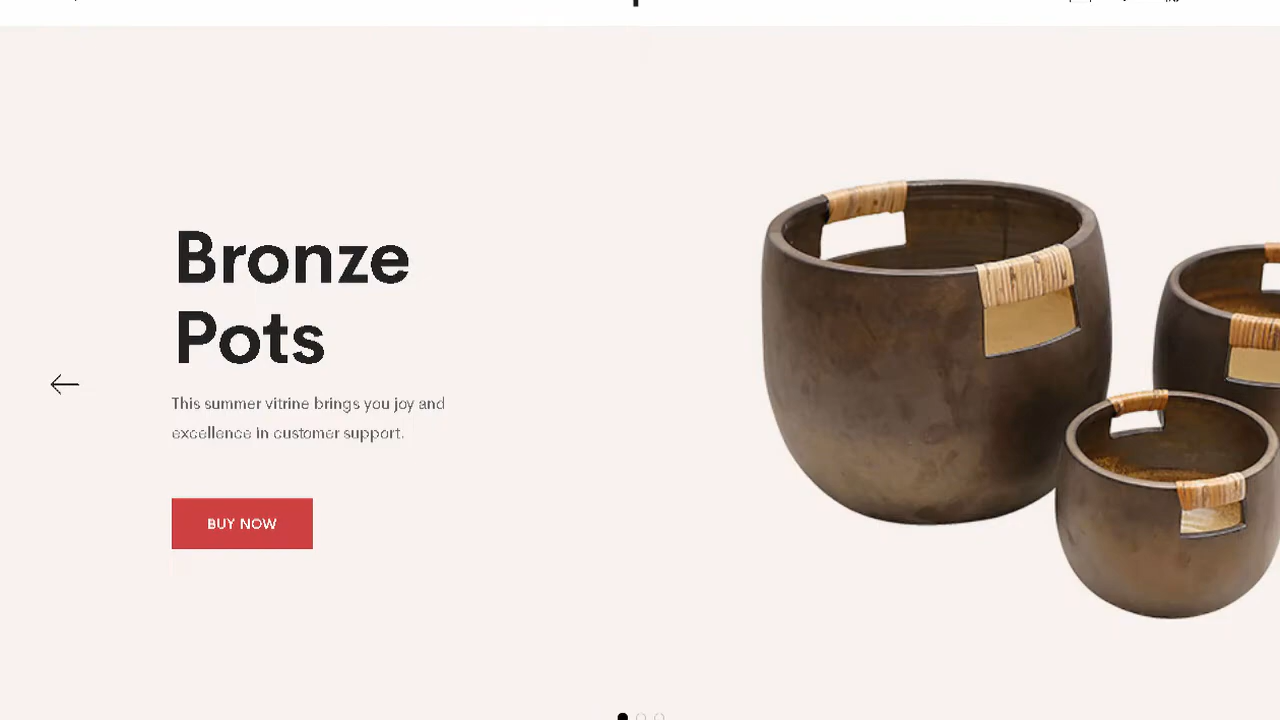 Bronze
Pots
This summer vitrine brings you joy and
excellence in customer support.
BUY NOW